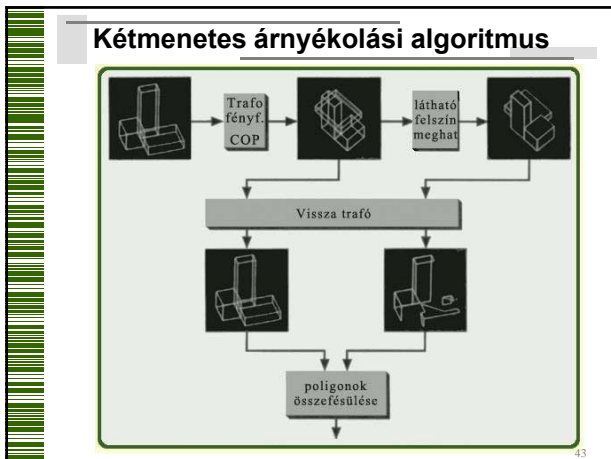 Kétmenetes árnyékolási algoritmus
Trafo
fényf.
COP
látható
felszín
meghat
Vissza trafó
poligonok
összefésülése
43